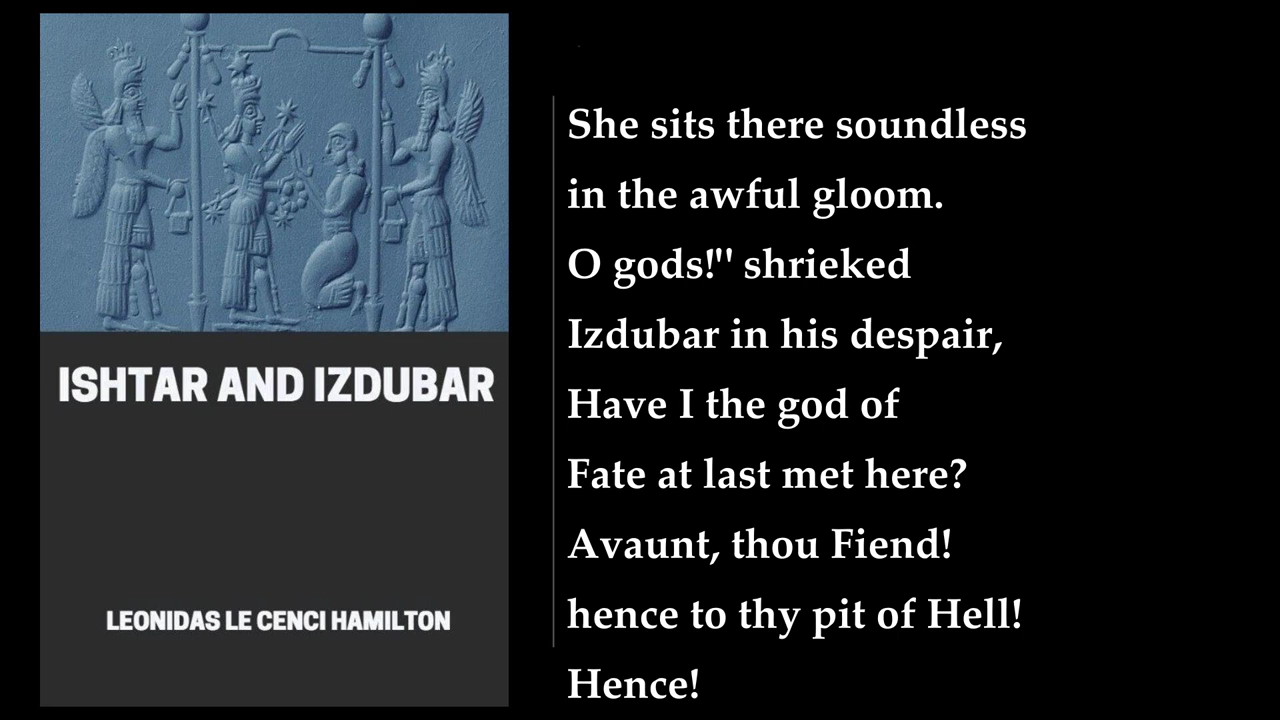 ISHTAR AND IZDUBAR
LEONIDAS LE CENCI HAMILTON
She sits there soundless
in the awful gloom.
O gods!"' shrieked
Izdubar in his despair,
Have I the god of
Fate at last met here?
Avaunt, thou Fiend!
hence to thy pit of Hell!
Hence!